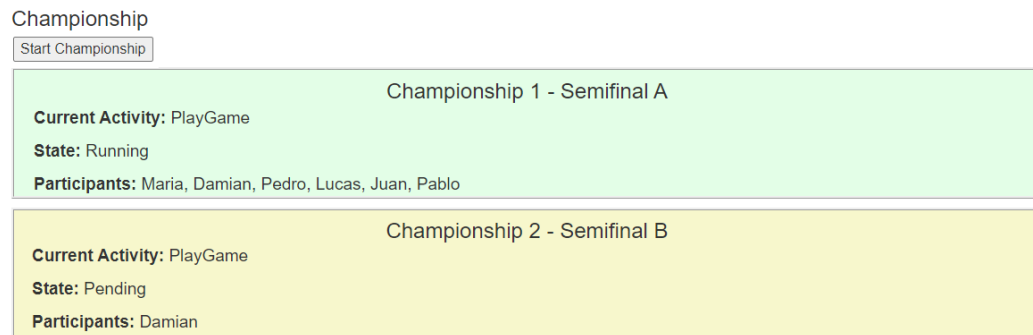 Championship
Start Championship
Championship 1 - Semifinal A
Current Activity: PlayGame
State: Running
Participants: Maria, Damian, Pedro, Lucas, Juan, Pablo
Championship 2 - Semifinal B
Current Activity: PlayGame
State: Pending
Participants: Damian